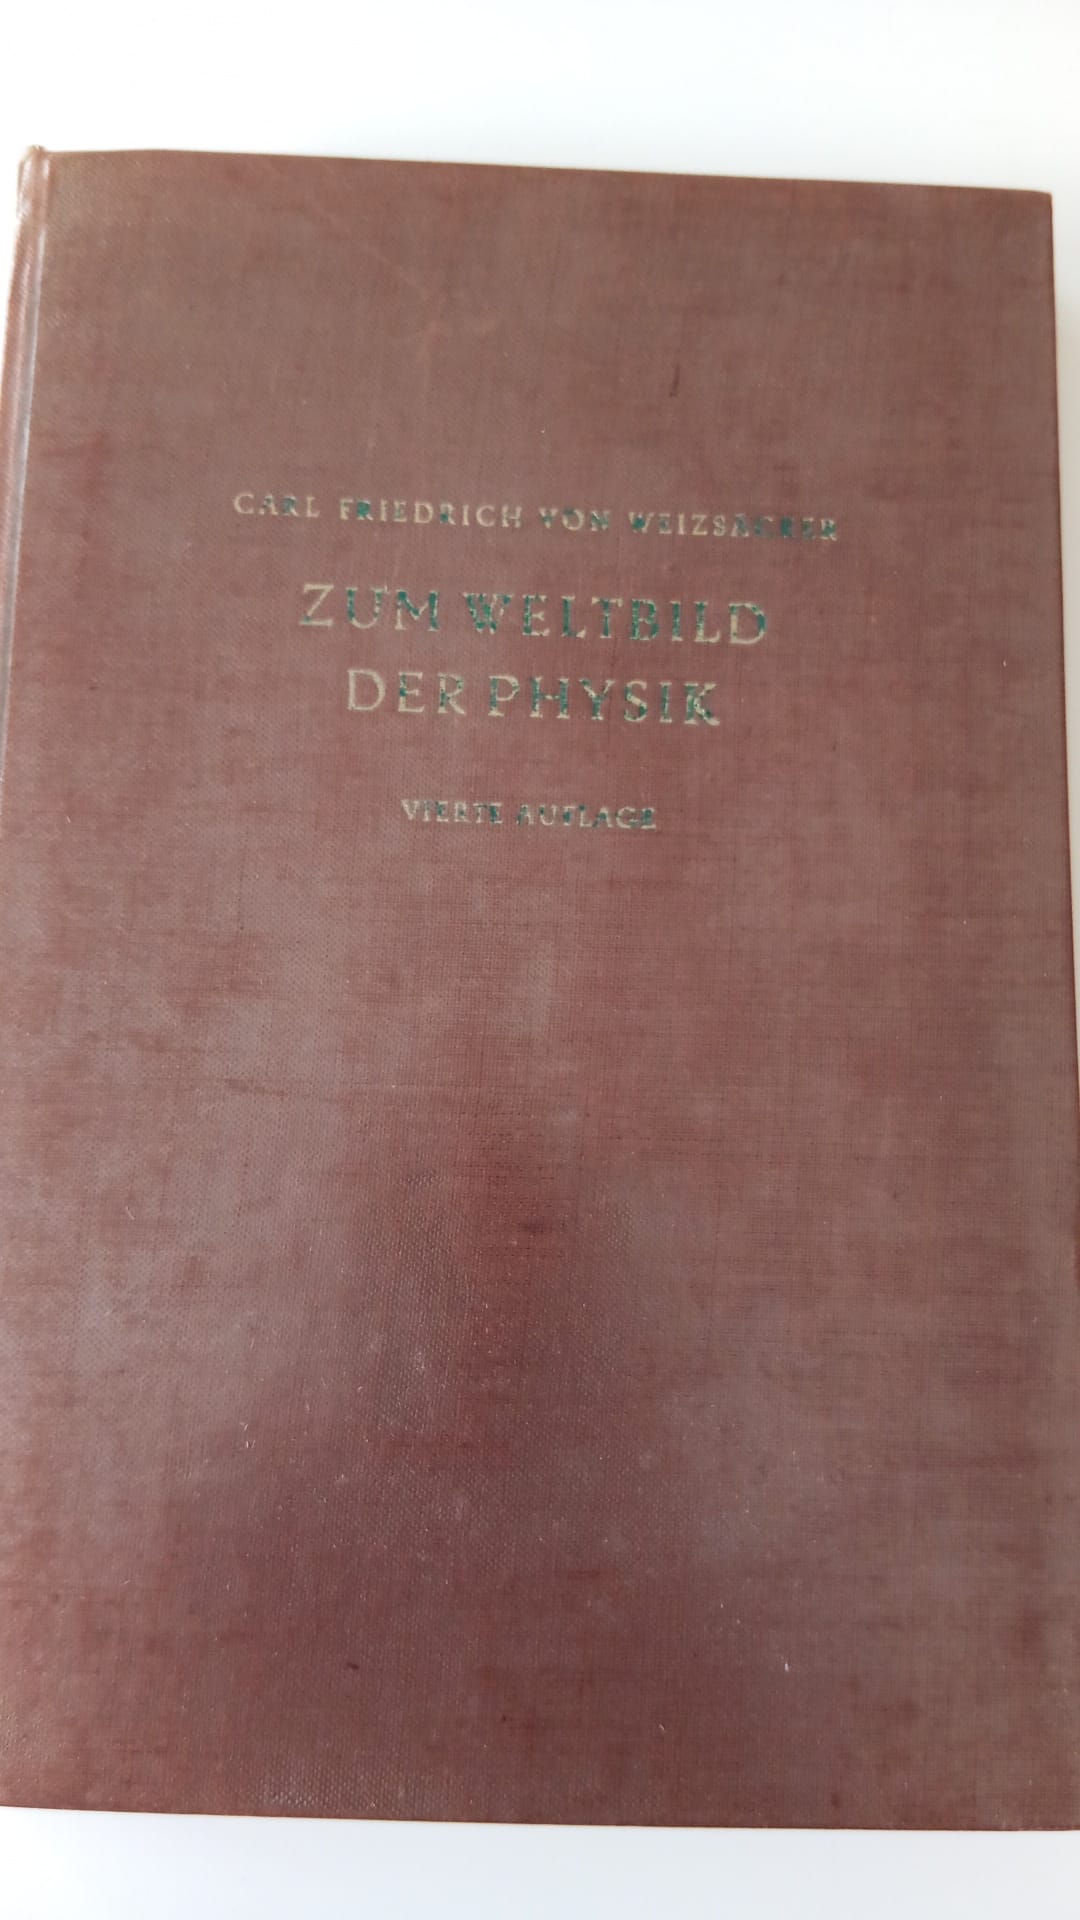 CARL FRIEDRICH VON WEIZSÄCKER
ZUM WELTBILD
DER PHYSIK
VIERTE AUFLAGE